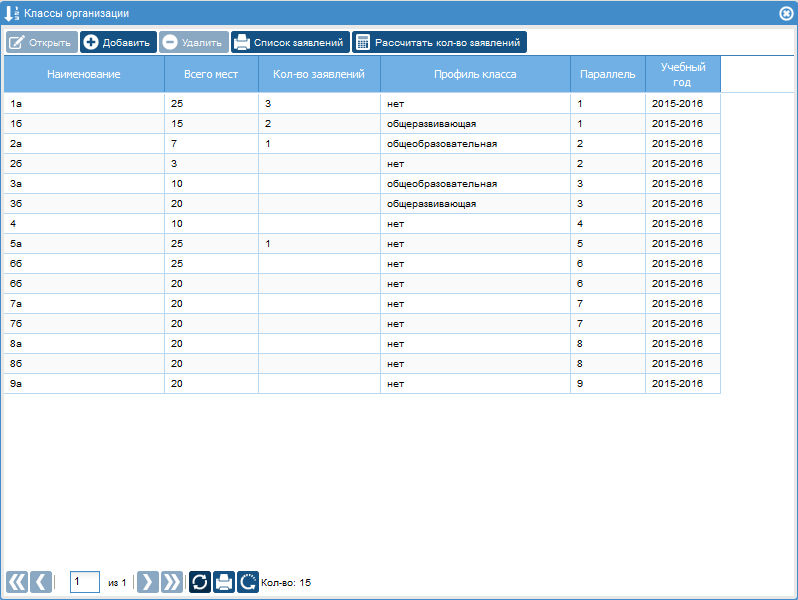 Классы организации
Открыть Добавить Удалить Список заявлений Рассчитать кол-во заявлений
Наименование Всего мест Кол-во заявлений Профиль класса Параллель Учебный год
1а 25 3 нет 1 2015-2016
1б 15 2 общеразвивающая 1 2015-2016
2а 7 1 общеобразовательная 2 2015-2016
2б 3 нет 2 2015-2016
3а 10 общеобразовательная 3 2015-2016
3б 20 общеразвивающая 3 2015-2016
4 10 нет 4 2015-2016
5а 25 1 нет 5 2015-2016
6б 25 нет 6 2015-2016
6б 20 нет 6 2015-2016
7а 20 нет 7 2015-2016
7б 20 нет 7 2015-2016
8а 20 нет 8 2015-2016
8б 20 нет 8 2015-2016
9а 20 нет 9 2015-2016
1 из 1 Кол-во: 15